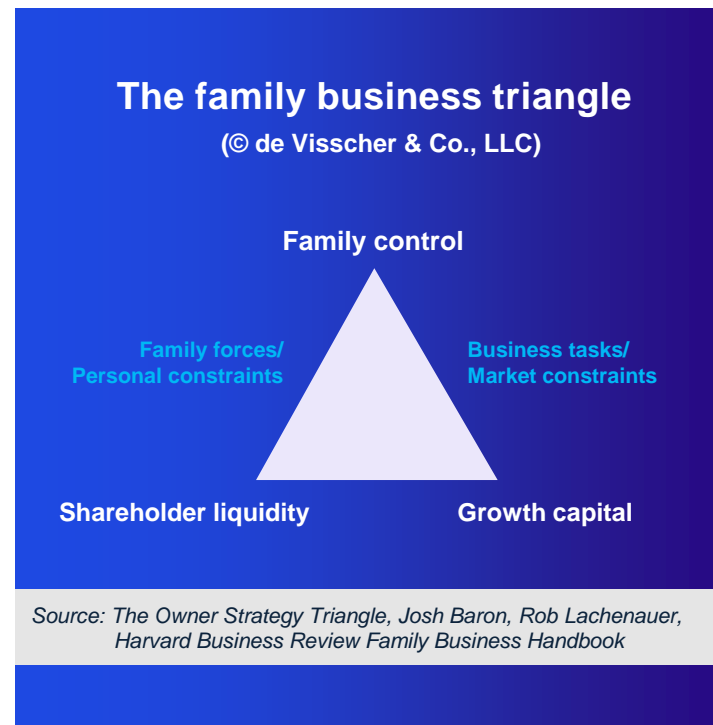 The family business triangle
(© de Visscher & Co., LLC)
Family control
Family forces/
Personal constraints
Business tasks/
Market constraints
Shareholder liquidity
Growth capital
Source: The Owner Strategy Triangle, Josh Baron, Rob Lachenauer,
Harvard Business Review Family Business Handbook